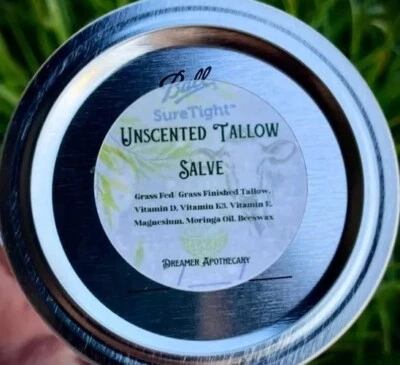 Ball
SureTight™
UNSCENTED TALLOW
SALVE
Grass Fed/Grass Finished Tallow,
Vitamin D, Vitamin K3, Vitamin E,
Magnesium, Moringa Oil, Beeswax
DREAMER APOTHECARY